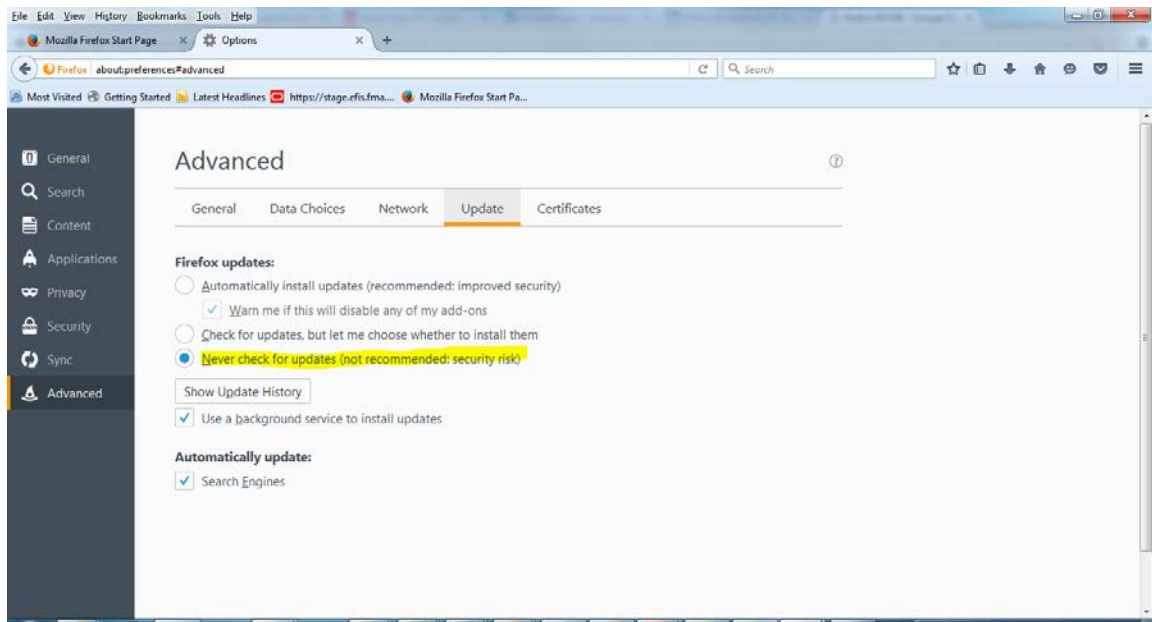 File Edit View History Bookmarks Tools Help
Mozilla Firefox Start Page × Options × +
Firefox about:preferences#advanced Search
Most Visited Getting Started Latest Headlines https://stage.efis.fma.... Mozilla Firefox Start Pa...
General
Search
Content
Applications
Privacy
Security
Sync
Advanced
Advanced
General Data Choices Network Update Certificates
Firefox updates:
Automatically install updates (recommended: improved security)
Warn me if this will disable any of my add-ons
Check for updates, but let me choose whether to install them
Never check for updates (not recommended: security risk)
Show Update History
Use a background service to install updates
Automatically update:
Search Engines